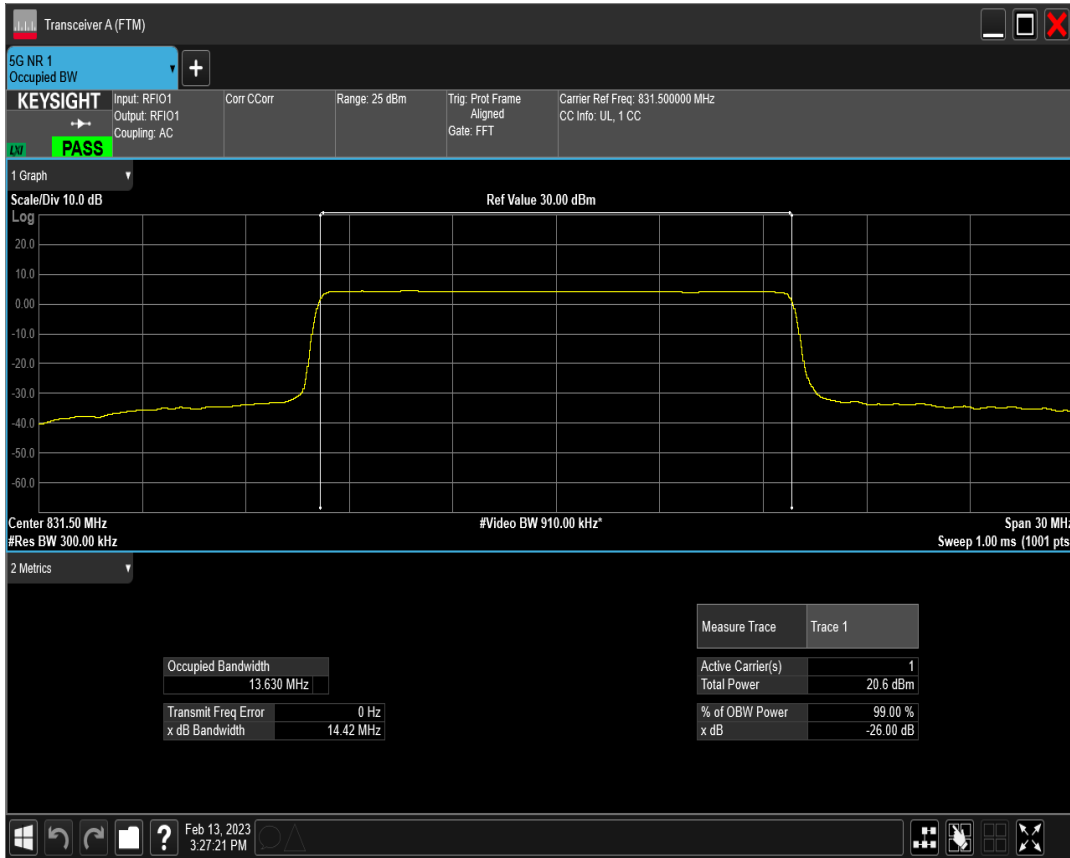 Transceiver A (FTM)
5G NR 1
Occupied BW
+
KEYSIGHT
LXI
PASS
Input: RFIO1
Output: RFIO1
Coupling: AC
Corr CCorr
Range: 25 dBm
Trig: Prot Frame
Aligned
Gate: FFT
Carrier Ref Freq: 831.500000 MHz
CC Info: UL, 1 CC
1 Graph
Scale/Div 10.0 dB
Ref Value 30.00 dBm
Log
20.0
10.0
0.00
-10.0
-20.0
-30.0
-40.0
-50.0
-60.0
Center 831.50 MHz
#Video BW 910.00 kHz*
Span 30 MHz
#Res BW 300.00 kHz
Sweep 1.00 ms (1001 pts
2 Metrics
Measure Trace Trace 1
Occupied Bandwidth
13.630 MHz
Active Carrier(s) 1
Total Power 20.6 dBm
Transmit Freq Error 0 Hz
x dB Bandwidth 14.42 MHz
% of OBW Power 99.00 %
x dB -26.00 dB
?
Feb 13, 2023
3:27:21 PM